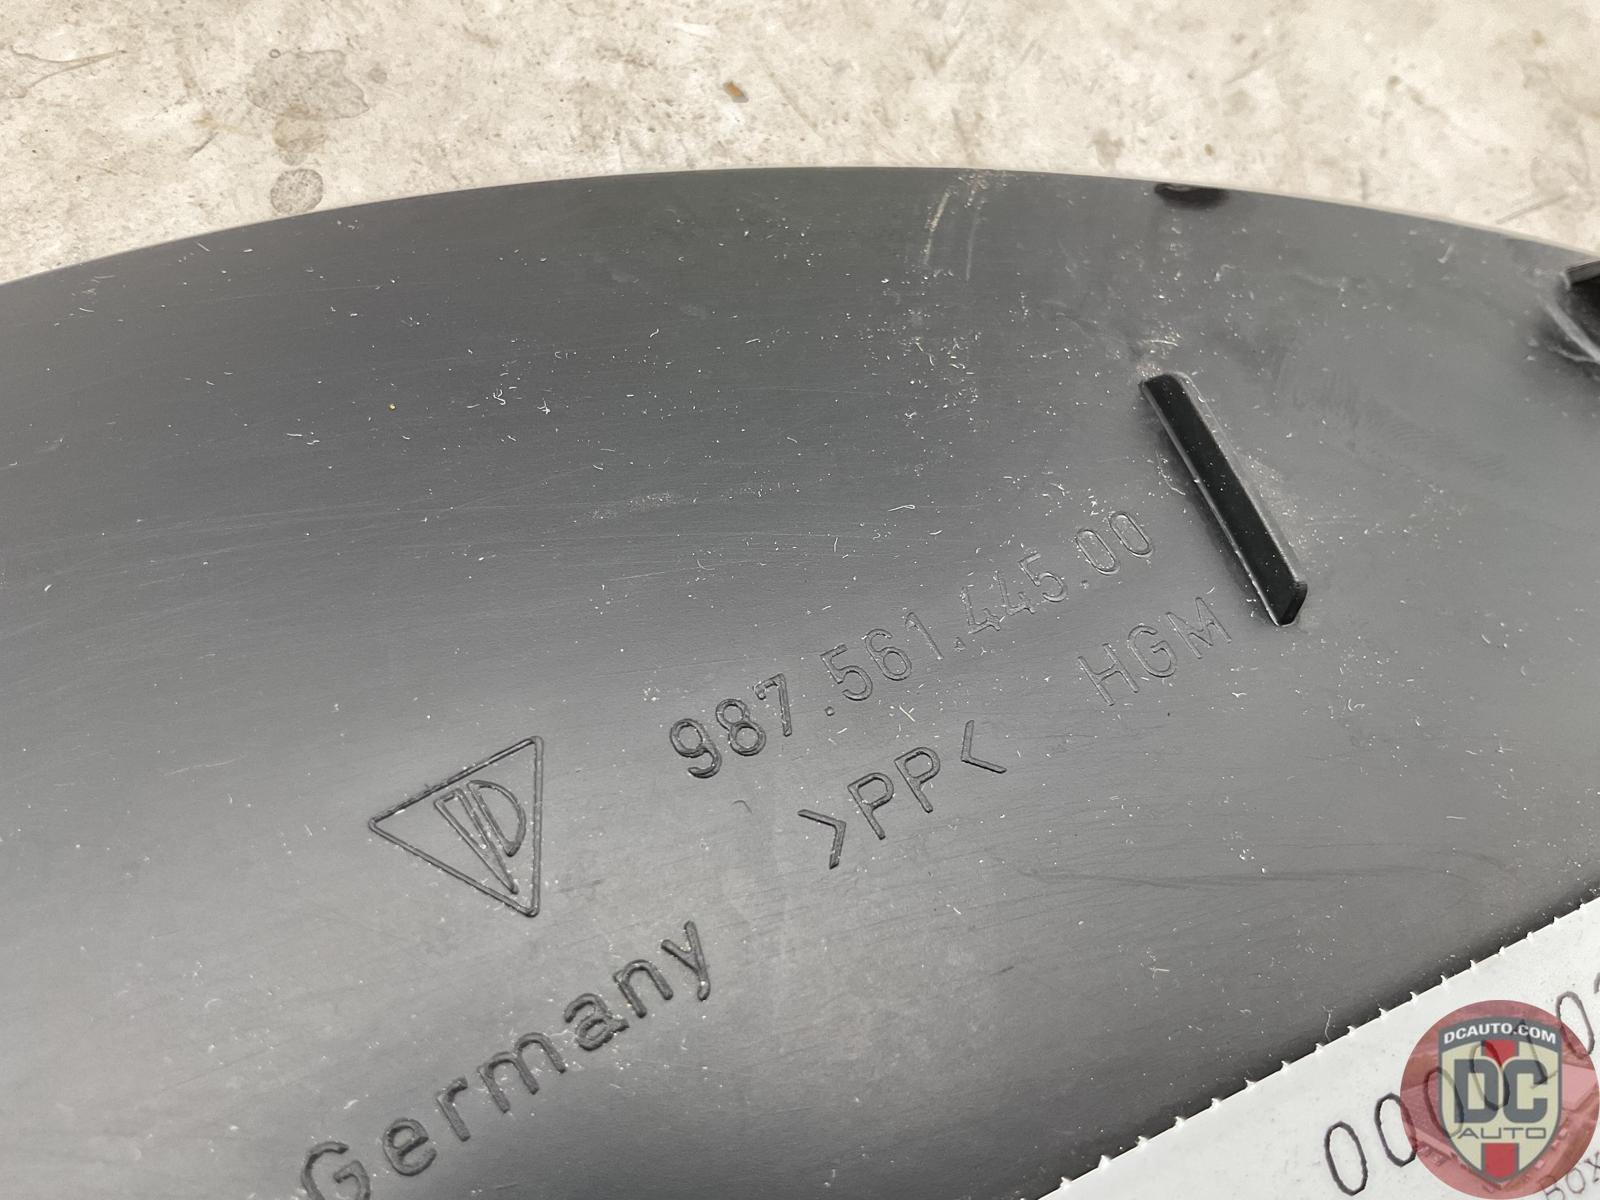 987.561.445.00
HGM
>PP<
Germany
DCAUTO.COM
DC
AUTO